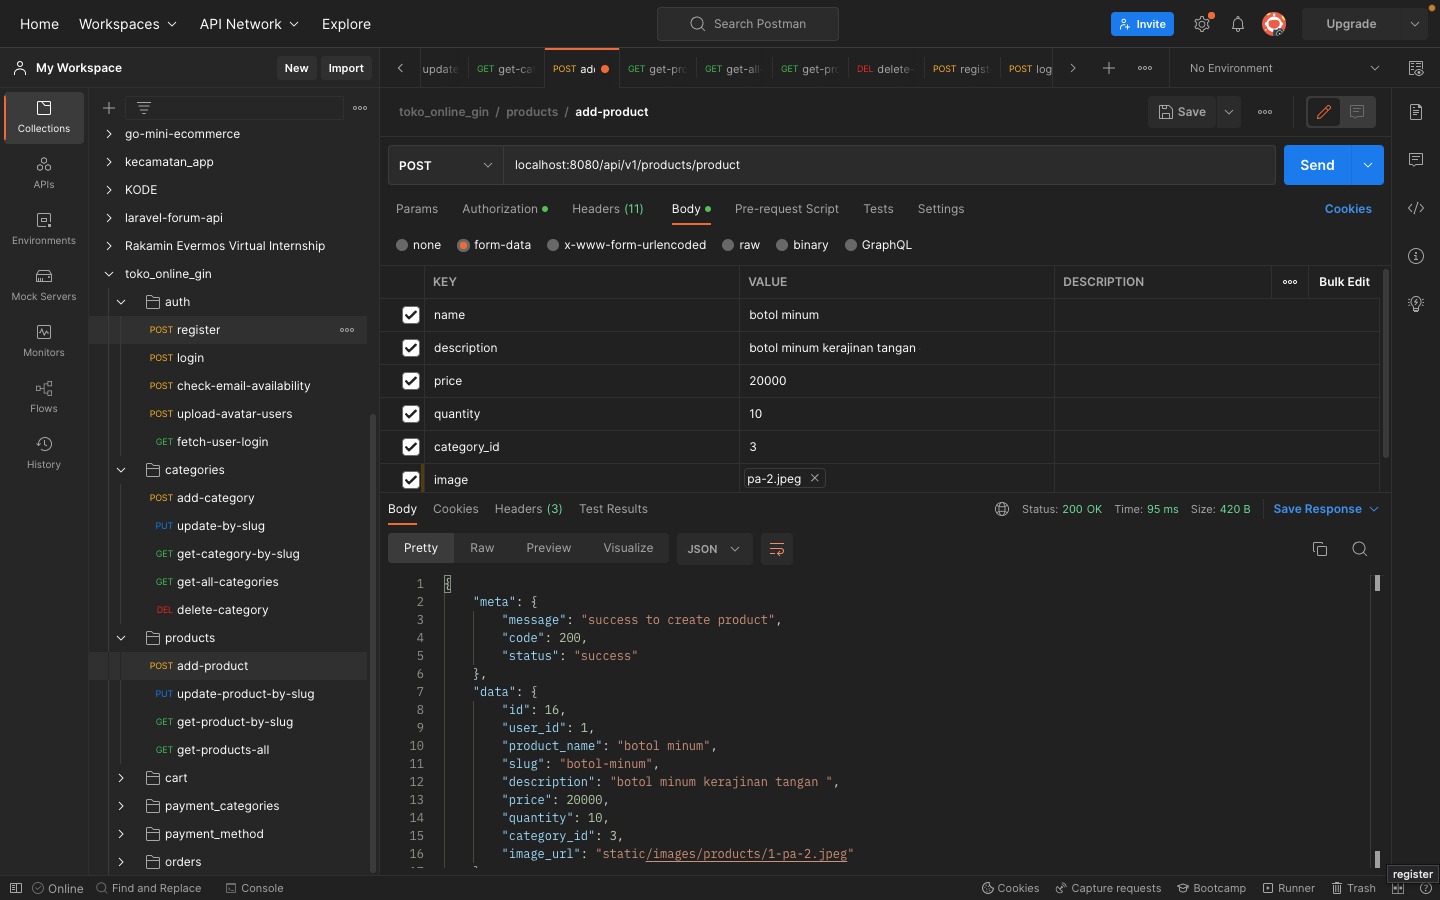 Home Workspaces API Network Explore Search Postman Invite Upgrade
My Workspace New Import
update GET get-ca POST add GET get-pro GET get-all- GET get-pro DEL delete- POST regist POST log No Environment
Collections
APIs
Environments
Mock Servers
Monitors
Flows
History
go-mini-ecommerce
kecamatan_app
KODE
laravel-forum-api
Rakamin Evermos Virtual Internship
toko_online_gin
auth
POST register
POST login
POST check-email-availability
POST upload-avatar-users
GET fetch-user-login
categories
POST add-category
PUT update-by-slug
GET get-category-by-slug
GET get-all-categories
DEL delete-category
products
POST add-product
PUT update-product-by-slug
GET get-product-by-slug
GET get-products-all
cart
payment_categories
payment_method
orders
toko_online_gin / products / add-product Save
POST localhost:8080/api/v1/products/product Send
Params Authorization Headers (11) Body Pre-request Script Tests Settings Cookies
none form-data x-www-form-urlencoded raw binary GraphQL
KEY VALUE DESCRIPTION Bulk Edit
name botol minum
description botol minum kerajinan tangan
price 20000
quantity 10
category_id 3
image pa-2.jpeg
Body Cookies Headers (3) Test Results Status: 200 OK Time: 95 ms Size: 420 B Save Response
Pretty Raw Preview Visualize JSON
1 {
2 "meta": {
3 "message": "success to create product",
4 "code": 200,
5 "status": "success"
6 },
7 "data": {
8 "id": 16,
9 "user_id": 1,
10 "product_name": "botol minum",
11 "slug": "botol-minum",
12 "description": "botol minum kerajinan tangan ",
13 "price": 20000,
14 "quantity": 10,
15 "category_id": 3,
16 "image_url": "static/images/products/1-pa-2.jpeg"
register
Online Find and Replace Console Cookies Capture requests Bootcamp Runner Trash